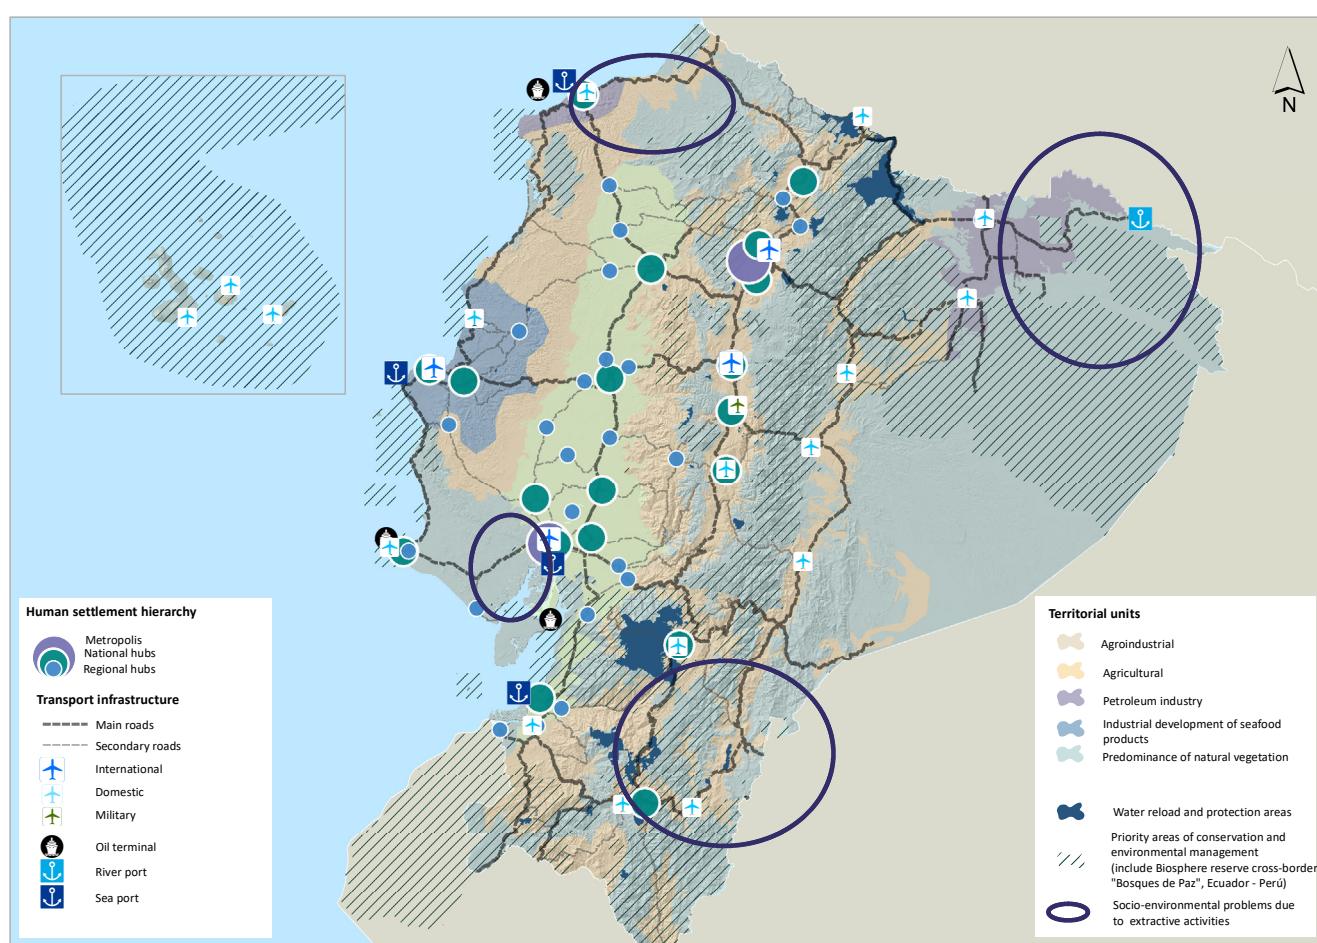 N
Human settlement hierarchy
Metropolis
National hubs
Regional hubs
Transport infrastructure
Main roads
Secondary roads
International
Domestic
Military
Oil terminal
River port
Sea port
Territorial units
Agroindustrial
Agricultural
Petroleum industry
Industrial development of seafood
products
Predominance of natural vegetation
Water reload and protection areas
Priority areas of conservation and
environmental management
(include Biosphere reserve cross-border
"Bosques de Paz", Ecuador - Perú)
Socio-environmental problems due
to extractive activities